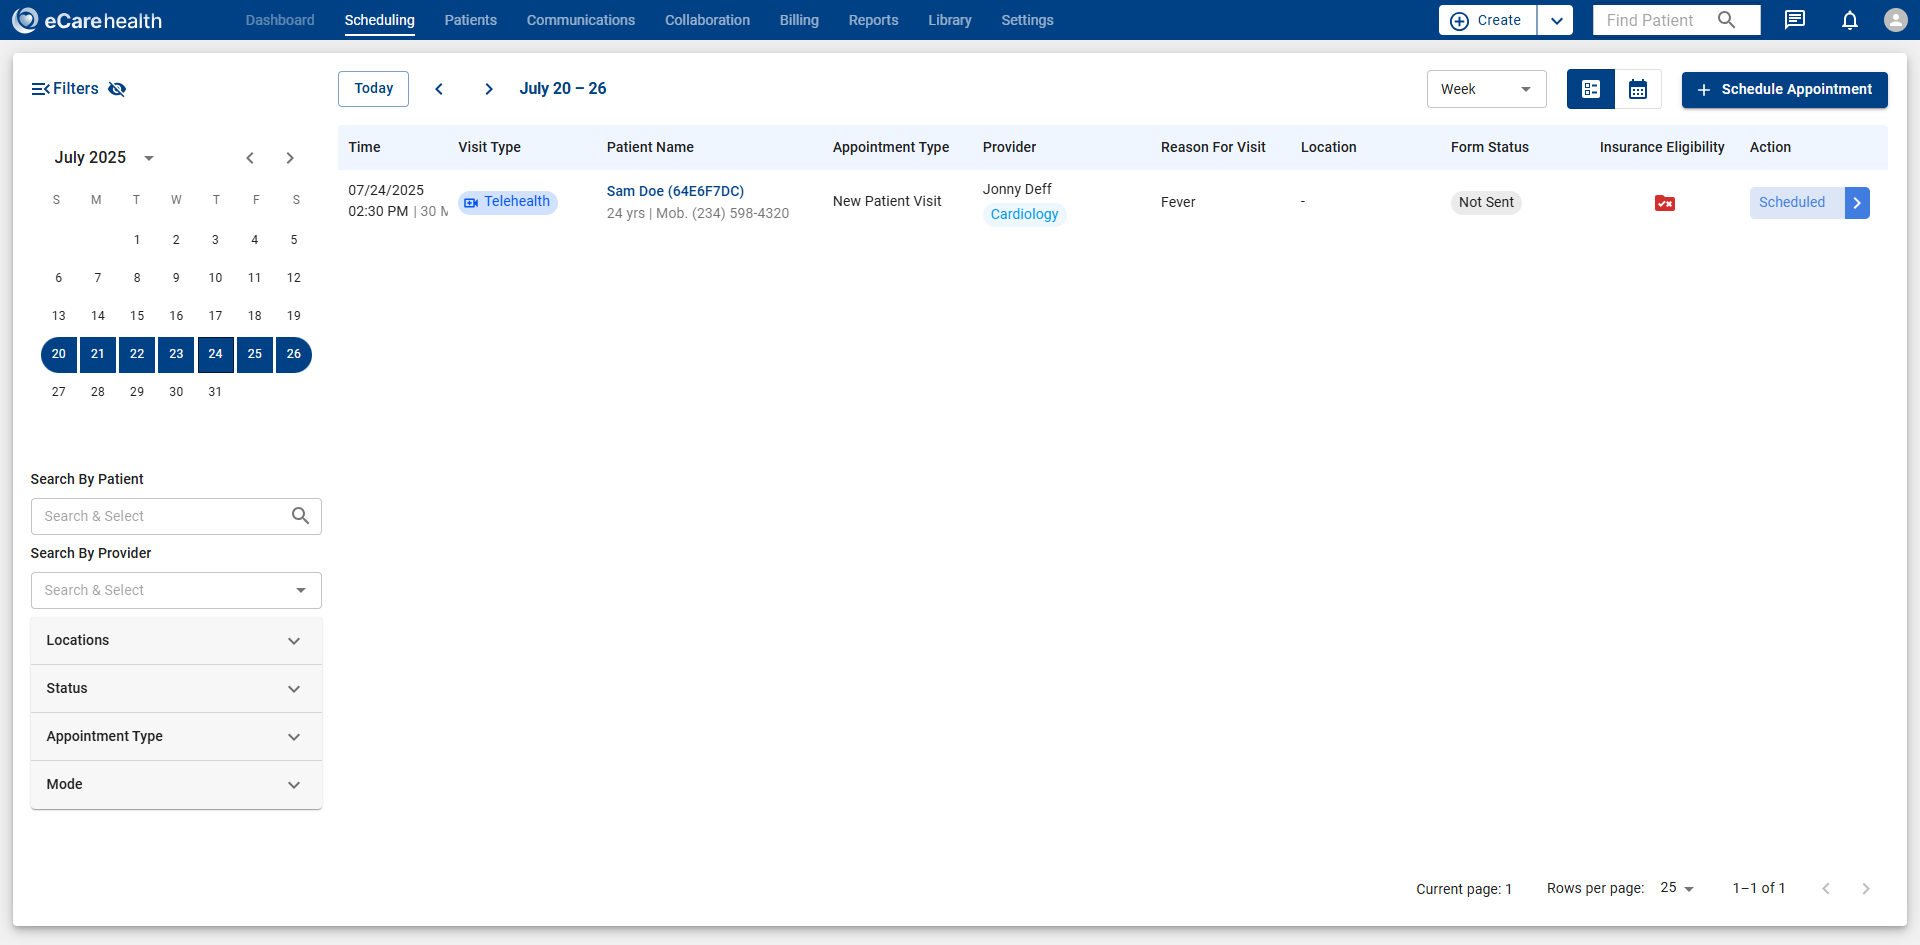 eCarehealth
Dashboard Scheduling Patients Communications Collaboration Billing Reports Library Settings
Create
Find Patient
Filters
Today
July 20 – 26
Week
Schedule Appointment
July 2025
S M T W T F S
1 2 3 4 5
6 7 8 9 10 11 12
13 14 15 16 17 18 19
20 21 22 23 24 25 26
27 28 29 30 31
Search By Patient
Search & Select
Search By Provider
Search & Select
Locations
Status
Appointment Type
Mode
Time Visit Type Patient Name Appointment Type Provider Reason For Visit Location Form Status Insurance Eligibility Action
07/24/2025
02:30 PM | 30 M
Telehealth
Sam Doe (64E6F7DC)
24 yrs | Mob. (234) 598-4320
New Patient Visit
Jonny Deff
Cardiology
Fever
-
Not Sent
Scheduled
Current page: 1 Rows per page: 25 1–1 of 1